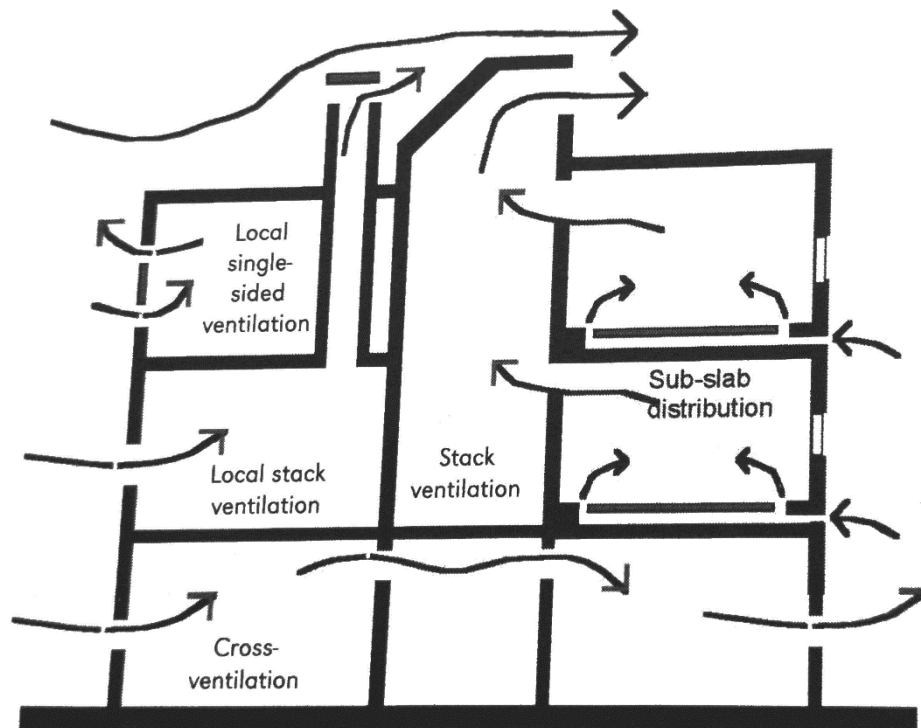 Local
single-
sided
ventilation
Sub-slab
distribution
Local stack
ventilation
Stack
ventilation
Cross-
ventilation